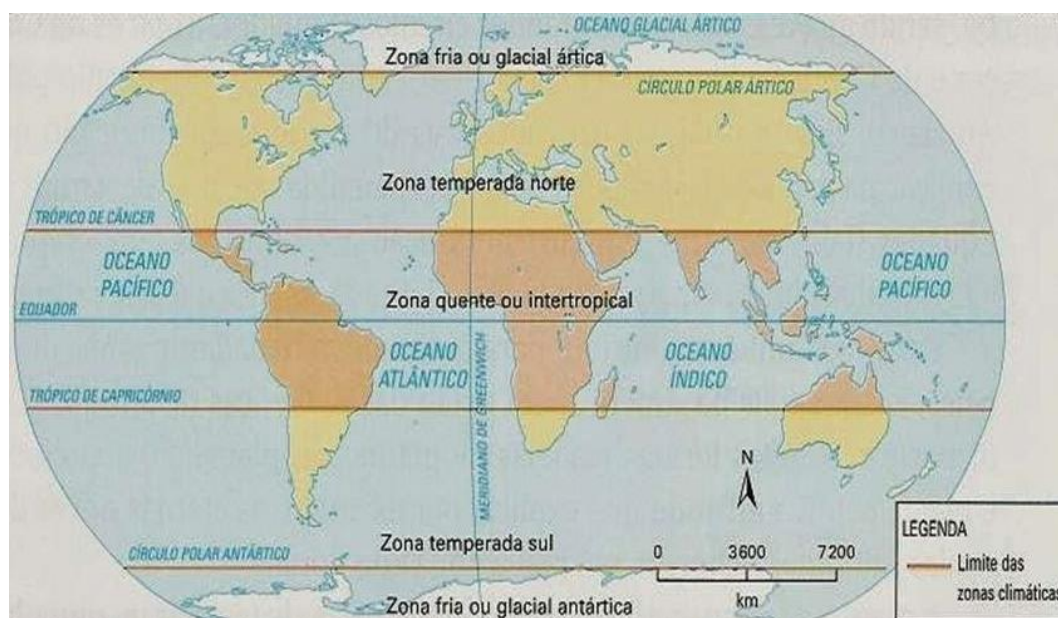 OCEANO GLACIAL ÁRTICO
Zona fria ou glacial ártica
CÍRCULO POLAR ÁRTICO
Zona temperada norte
TRÓPICO DE CÂNCER
OCEANO
PACÍFICO
OCEANO
PACÍFICO
Zona quente ou intertropical
EQUADOR
OCEANO
ATLÂNTICO
OCEANO
ÍNDICO
TRÓPICO DE CAPRICÓRNIO
MERIDIANO DE GREENWICH
N
CÍRCULO POLAR ANTÁRTICO
Zona temperada sul
0 3600 7200
km
Zona fria ou glacial antártica
LEGENDA
Limite das
zonas climáticas